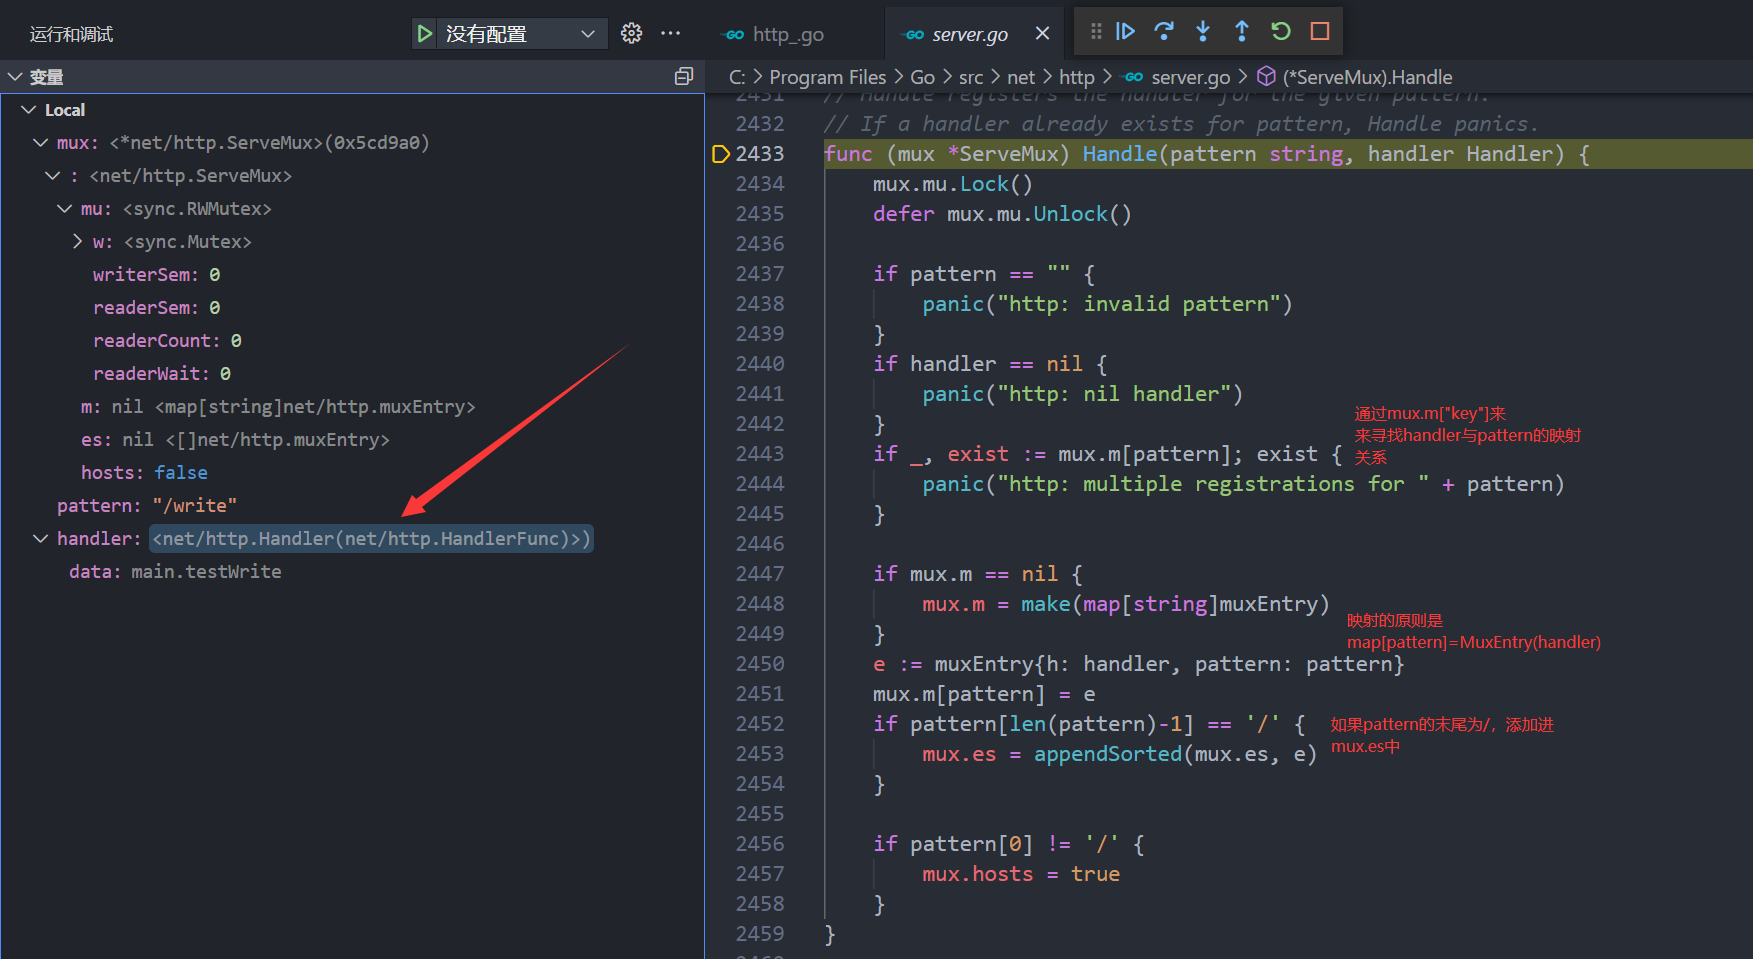 运行和调试
没有配置
http_.go
server.go
变量
C: > Program Files > Go > src > net > http > server.go > (*ServeMux).Handle
Local
mux: <*net/http.ServeMux>(0x5cd9a0)
: <net/http.ServeMux>
mu: <sync.RWMutex>
w: <sync.Mutex>
writerSem: 0
readerSem: 0
readerCount: 0
readerWait: 0
m: nil <map[string]net/http.muxEntry>
es: nil <[]net/http.muxEntry>
hosts: false
pattern: "/write"
handler: <net/http.Handler(net/http.HandlerFunc)>)
data: main.testWrite
2431 // Handle registers the handler for the given pattern.
2432 // If a handler already exists for pattern, Handle panics.
2433 func (mux *ServeMux) Handle(pattern string, handler Handler) {
2434 mux.mu.Lock()
2435 defer mux.mu.Unlock()
2436
2437 if pattern == "" {
2438 panic("http: invalid pattern")
2439 }
2440 if handler == nil {
2441 panic("http: nil handler")
2442 }
2443 if _, exist := mux.m[pattern]; exist {
2444 panic("http: multiple registrations for " + pattern)
2445 }
2446
2447 if mux.m == nil {
2448 mux.m = make(map[string]muxEntry)
2449 }
2450 e := muxEntry{h: handler, pattern: pattern}
2451 mux.m[pattern] = e
2452 if pattern[len(pattern)-1] == '/' {
2453 mux.es = appendSorted(mux.es, e)
2454 }
2455
2456 if pattern[0] != '/' {
2457 mux.hosts = true
2458 }
2459 }
通过mux.m["key"]来
来寻找handler与pattern的映射
关系
映射的原则是
map[pattern]=MuxEntry(handler)
如果pattern的末尾为/，添加进
mux.es中